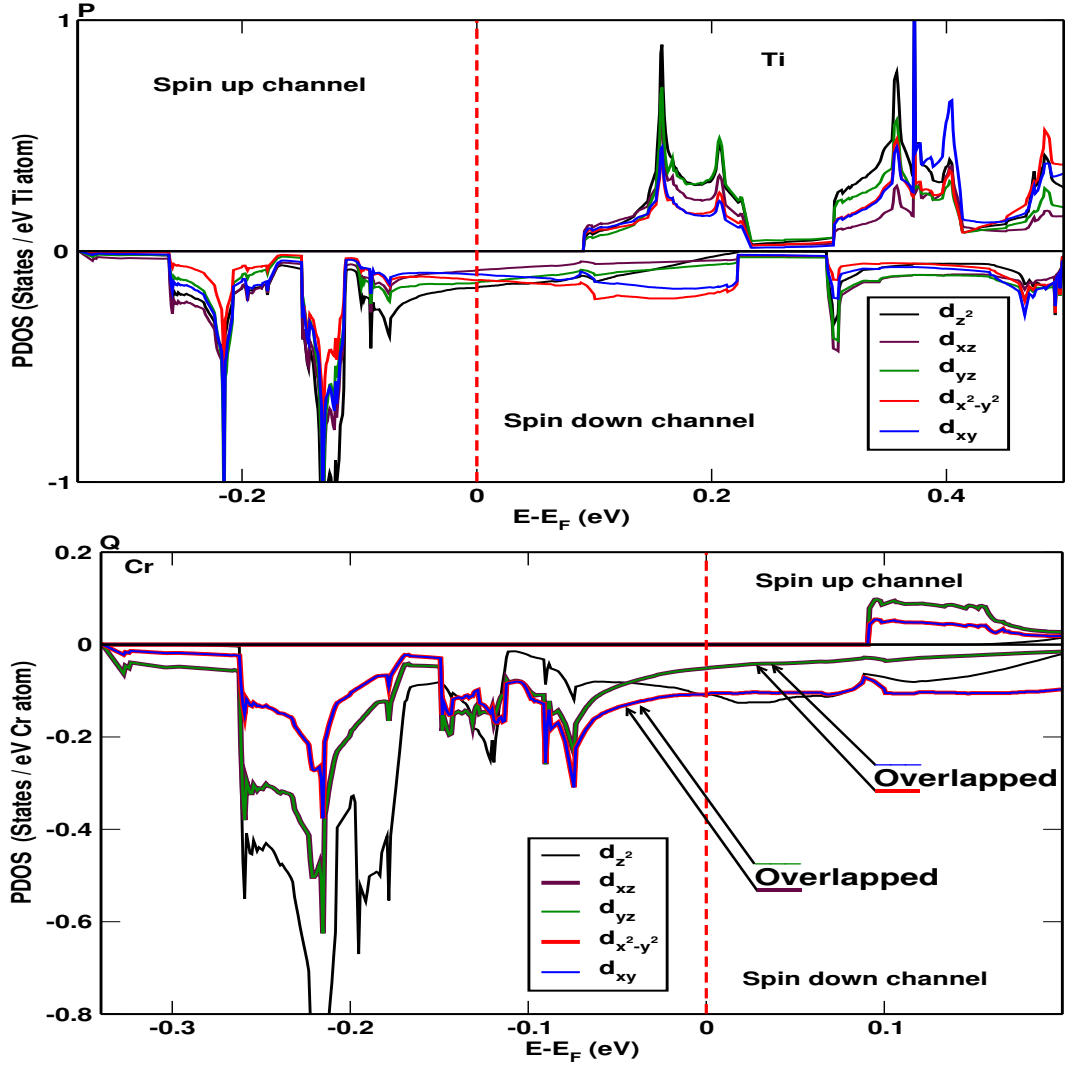 P
1
Spin up channel
Ti
PDOS (States / eV Ti atom)
0
Spin down channel
d_z²
d_xz
d_yz
d_x²-y²
d_xy
-1
-0.2
0
0.2
0.4
E-E_F (eV)
Q
0.2
Cr
Spin up channel
0
PDOS (States / eV Cr atom)
-0.2
Overlapped
-0.4
Overlapped
d_z²
d_xz
d_yz
d_x²-y²
d_xy
-0.6
Spin down channel
-0.8
-0.3
-0.2
-0.1
0
0.1
E-E_F (eV)